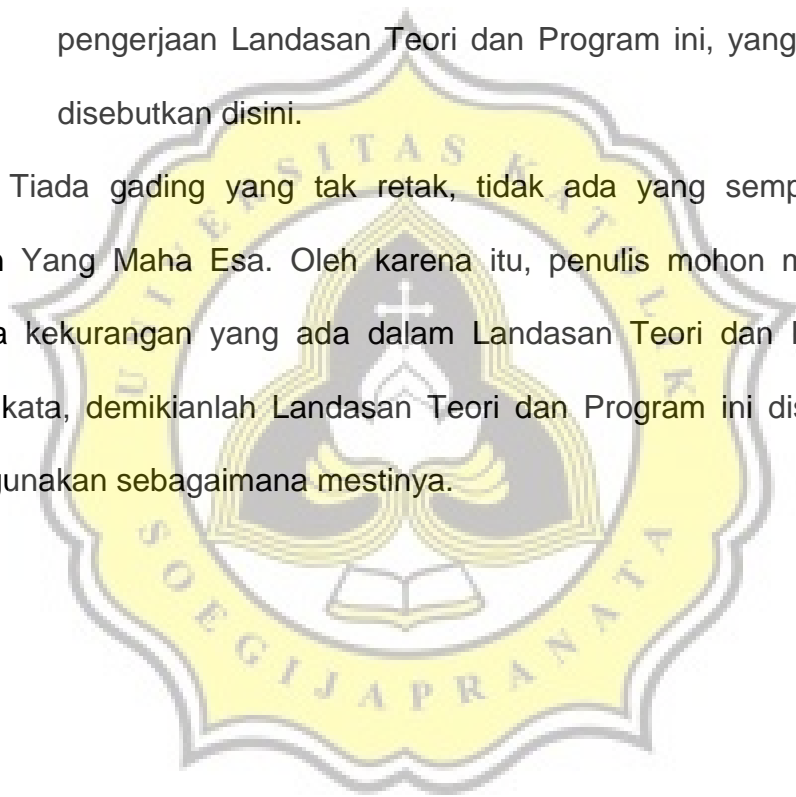 pengerjaan Landasan Teori dan Program ini, yang
disebutkan disini.
Tiada gading yang tak retak, tidak ada yang semp
Yang Maha Esa. Oleh karena itu, penulis mohon m
kekurangan yang ada dalam Landasan Teori dan
kata, demikianlah Landasan Teori dan Program ini dis
gunakan sebagaimana mestinya.
UNIVERSITAS KATOLIK
SOEGIJAPRANATA